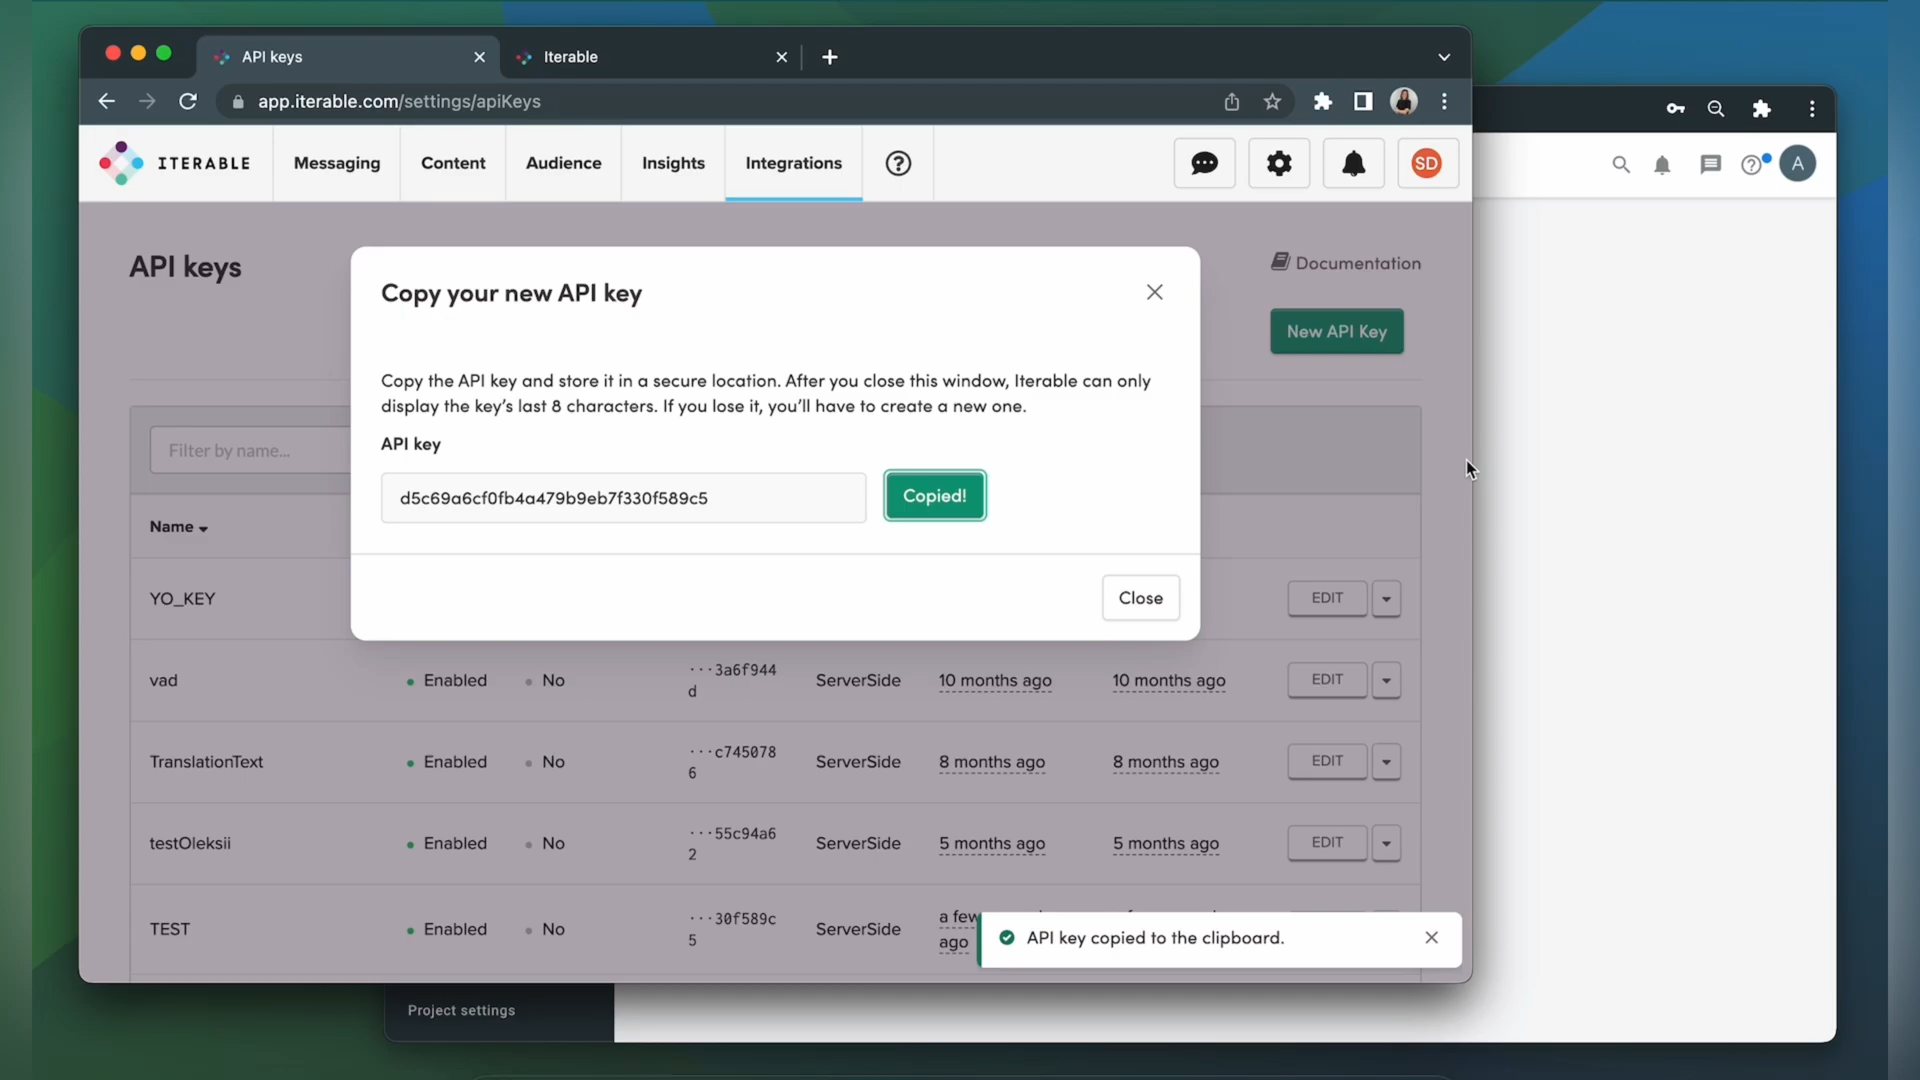 API keys
Iterable
app.iterable.com/settings/apiKeys
ITERABLE
Messaging
Content
Audience
Insights
Integrations
SD
A
API keys
Documentation
New API Key
Copy your new API key
Copy the API key and store it in a secure location. After you close this window, Iterable can only
display the key's last 8 characters. If you lose it, you'll have to create a new one.
API key
d5c69a6cf0fb4a479b9eb7f330f589c5
Copied!
Close
Filter by name...
Name
YO_KEY
EDIT
vad
Enabled
No
···3a6f944
d
ServerSide
10 months ago
10 months ago
EDIT
TranslationText
Enabled
No
···c745078
6
ServerSide
8 months ago
8 months ago
EDIT
testOleksii
Enabled
No
···55c94a6
2
ServerSide
5 months ago
5 months ago
EDIT
TEST
Enabled
No
···30f589c
5
ServerSide
a few
ago
API key copied to the clipboard.
Project settings